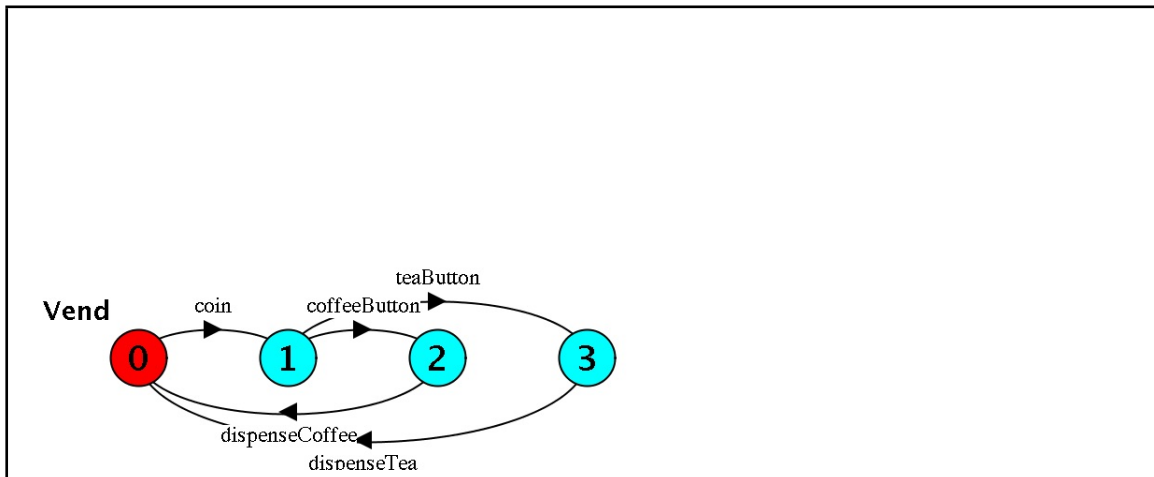 teaButton
Vend
coin
coffeeButton
0
1
2
3
dispenseCoffee
dispenseTea